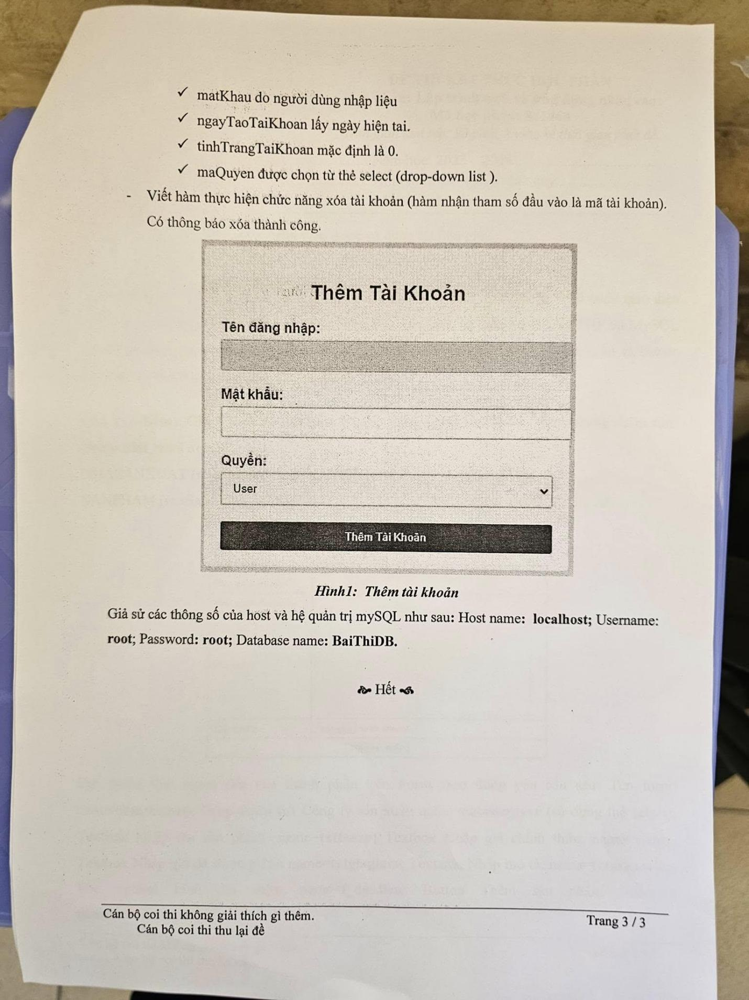 ✓ matKhau do người dùng nhập liệu
✓ ngayTaoTaiKhoan lấy ngày hiện tai.
✓ tinhTrangTaiKhoan mặc định là 0.
✓ maQuyen được chọn từ thẻ select (drop-down list ).
- Viết hàm thực hiện chức năng xóa tài khoản (hàm nhận tham số đầu vào là mã tài khoản).
Có thông báo xóa thành công.
Thêm Tài Khoản
Tên đăng nhập:
Mật khẩu:
Quyền:
User
Thêm Tài Khoản
Hình1: Thêm tài khoản
Giả sử các thông số của host và hệ quản trị mySQL như sau: Host name: localhost; Username:
root; Password: root; Database name: BaiThiDB.
Hết
Cán bộ coi thi không giải thích gì thêm.
Cán bộ coi thi thu lại đề
Trang 3 / 3